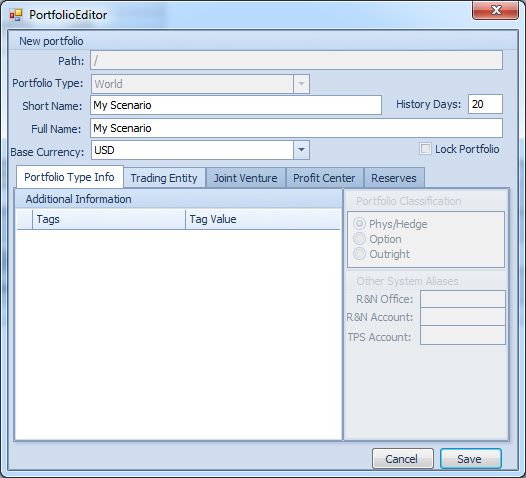 PortfolioEditor
New portfolio
Path: /
Portfolio Type: World
Short Name: My Scenario History Days: 20
Full Name: My Scenario
Base Currency: USD Lock Portfolio
Portfolio Type Info Trading Entity Joint Venture Profit Center Reserves
Additional Information Portfolio Classification
Tags Tag Value
Phys/Hedge
Option
Outright
Other System Aliases
R&N Office:
R&N Account:
TPS Account:
Cancel Save